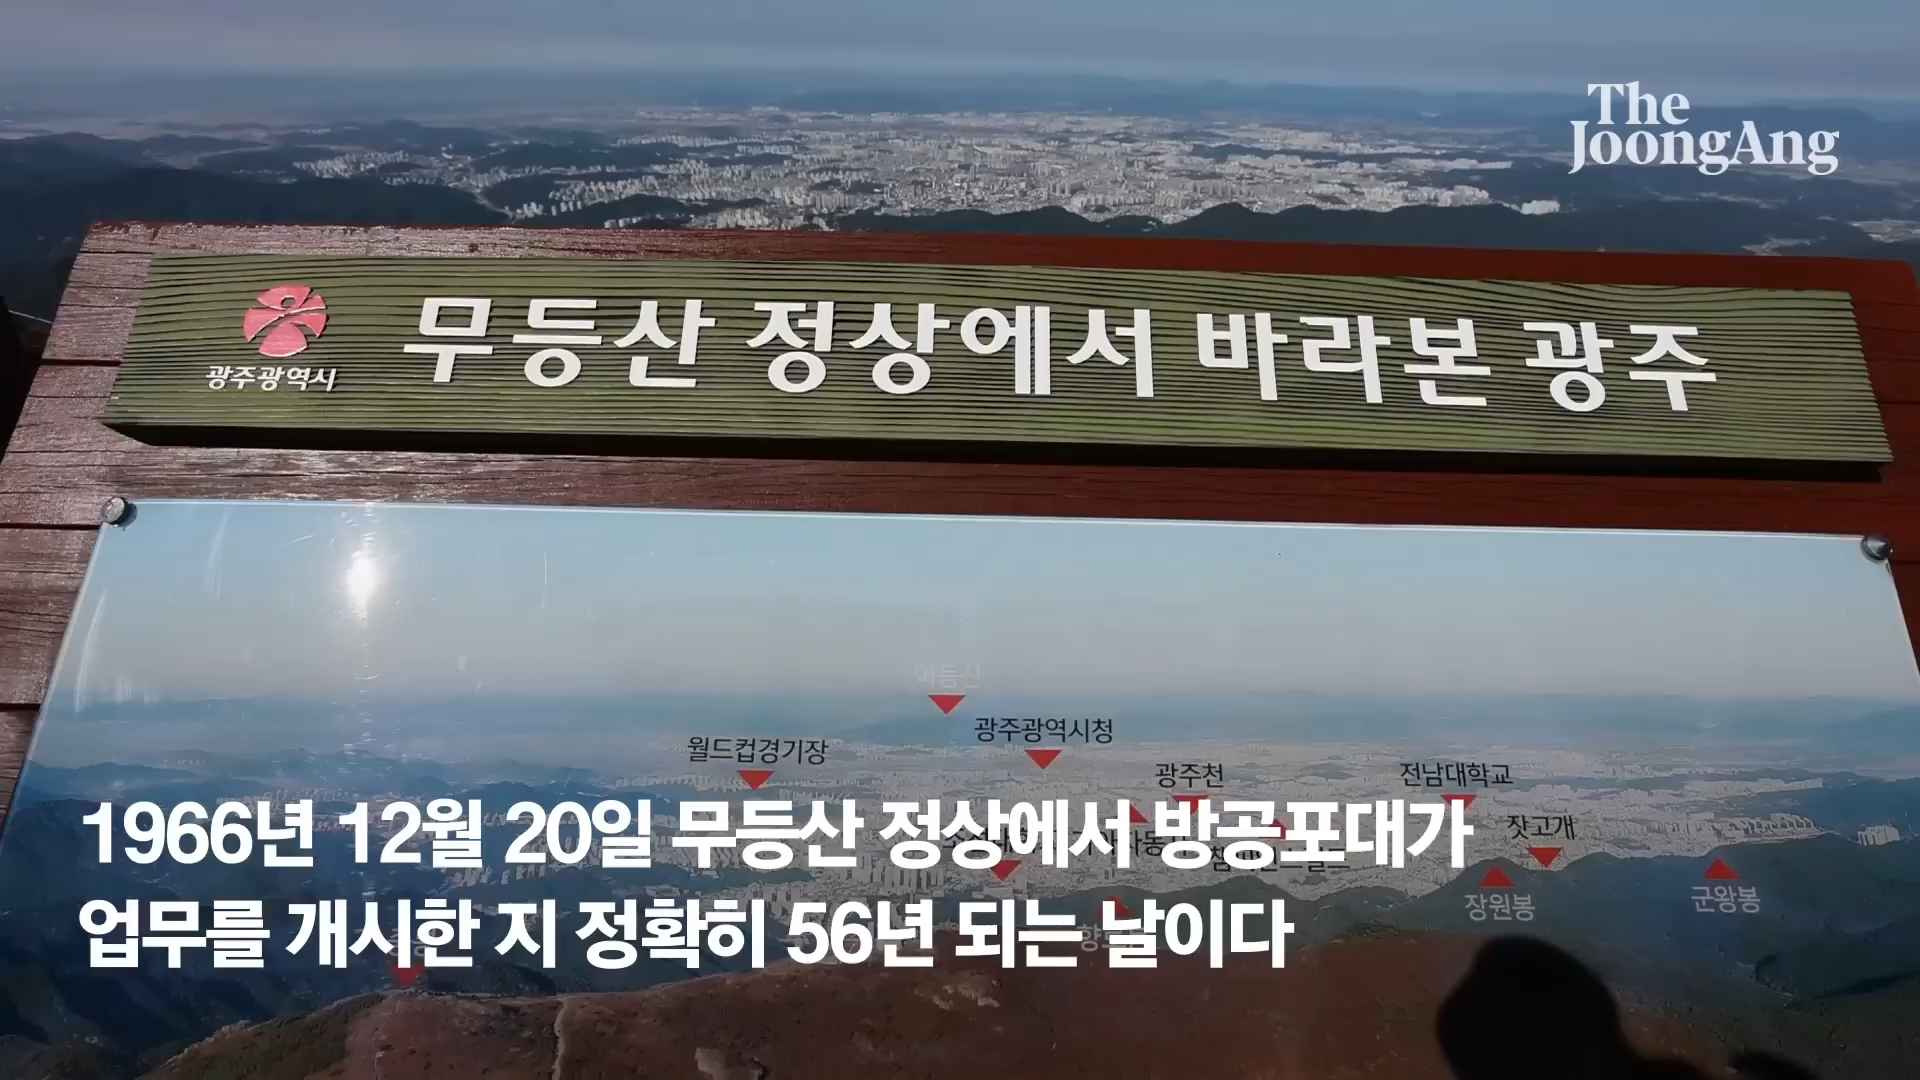 The
JoongAng
무등산 정상에서 바라본 광주
광주광역시
어등산
광주광역시청
월드컵경기장
광주천
전남대학교
잣고개
장원봉
군왕봉
1966년 12월 20일 무등산 정상에서 방공포대가
업무를 개시한 지 정확히 56년 되는 날이다